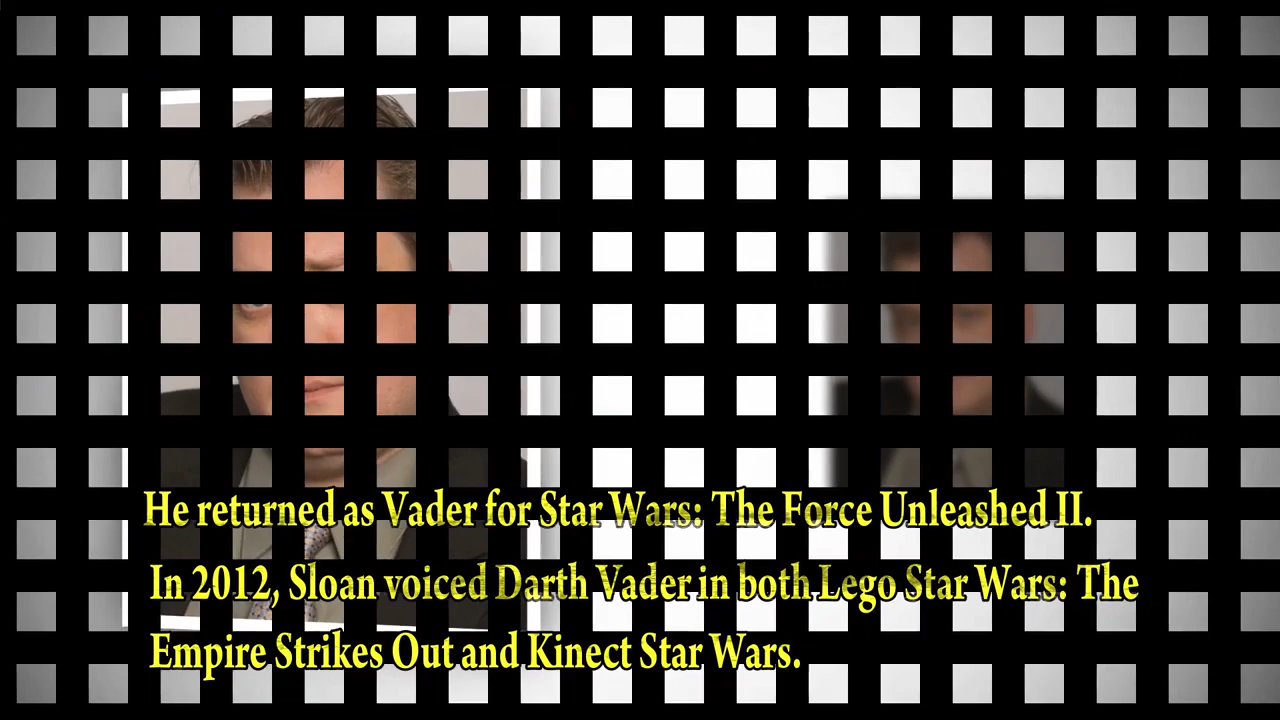 He returned as Vader for Star Wars: The Force Unleashed II.
In 2012, Sloan voiced Darth Vader in both Lego Star Wars: The
Empire Strikes Out and Kinect Star Wars.